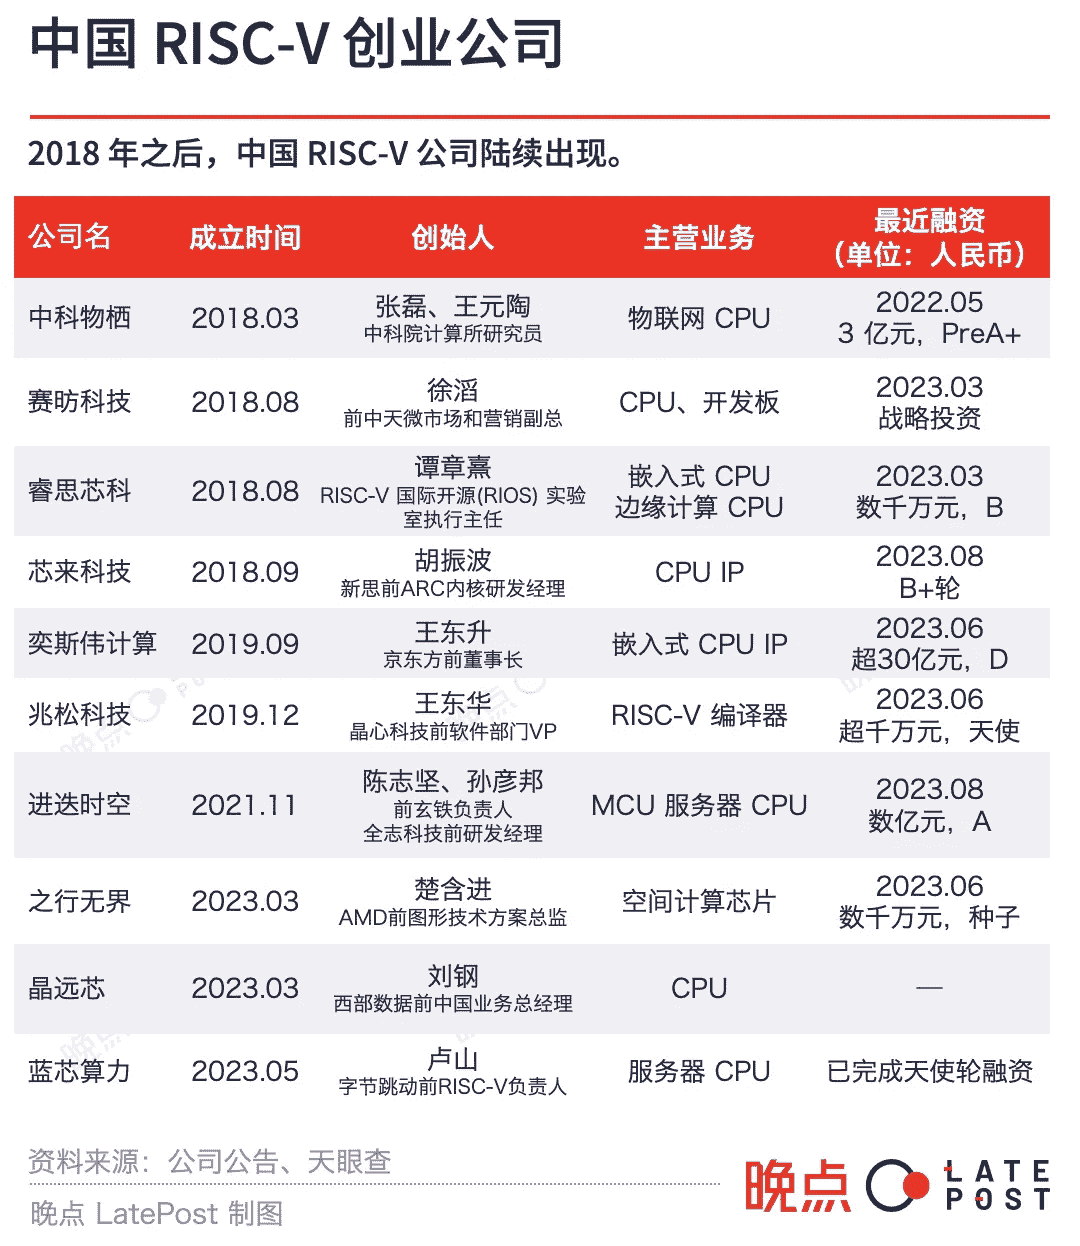 中国 RISC-V 创业公司
2018 年之后，中国 RISC-V 公司陆续出现。
公司名 成立时间 创始人 主营业务 最近融资（单位：人民币）
中科物栖 2018.03 张磊、王元陶 中科院计算所研究员 物联网 CPU 2022.05 3 亿元，PreA+
赛昉科技 2018.08 徐滔 前中天微市场和营销副总 CPU、开发板 2023.03 战略投资
睿思芯科 2018.08 谭章熹 RISC-V 国际开源(RIOS) 实验室执行主任 嵌入式 CPU 边缘计算 CPU 2023.03 数千万元，B
芯来科技 2018.09 胡振波 新思前ARC内核研发经理 CPU IP 2023.08 B+轮
奕斯伟计算 2019.09 王东升 京东方前董事长 嵌入式 CPU IP 2023.06 超30亿元，D
兆松科技 2019.12 王东华 晶心科技前软件部门VP RISC-V 编译器 2023.06 超千万元，天使
进迭时空 2021.11 陈志坚、孙彦邦 前玄铁负责人 全志科技前研发经理 MCU 服务器 CPU 2023.08 数亿元，A
之行无界 2023.03 楚含进 AMD前图形技术方案总监 空间计算芯片 2023.06 数千万元，种子
晶远芯 2023.03 刘钢 西部数据前中国业务总经理 CPU —
蓝芯算力 2023.05 卢山 字节跳动前RISC-V负责人 服务器 CPU 已完成天使轮融资
资料来源：公司公告、天眼查
晚点 LatePost 制图
晚点 LATE POST